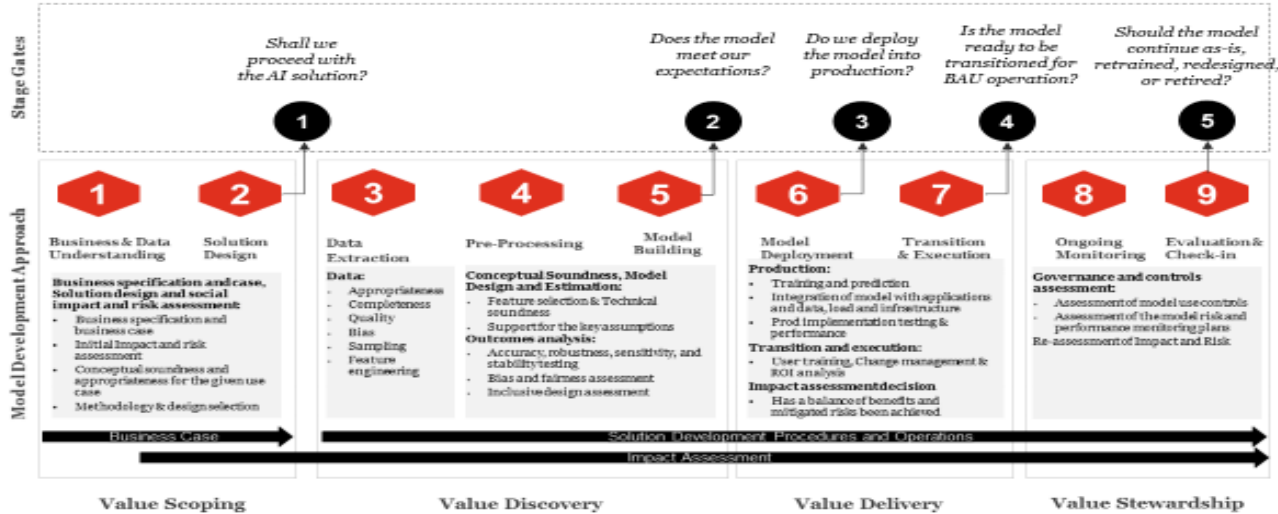 Stage Gates
Shall we
proceed with
the AI solution?
1
Does the model
meet our
expectations?
2
Do we deploy
the model into
production?
3
Is the model
ready to be
transitioned for
BAU operation?
4
Should the model
continue as-is,
retrained, redesigned,
or retired?
5
Model Development Approach
1
Business & Data
Understanding
2
Solution
Design
Business specification and case,
Solution design and social
impact and risk assessment:
• Business specification and
business case
• Initial Impact and risk
assessment
• Conceptual soundness and
appropriateness for the given use
case
• Methodology & design selection
3
Data
Extraction
Data:
• Appropriateness
• Completeness
• Quality
• Bias
• Sampling
• Feature
engineering
4
Pre-Processing
5
Model
Building
Conceptual Soundness, Model
Design and Estimation:
• Feature selection & Technical
soundness
• Support for the key assumptions
Outcomes analysis:
• Accuracy, robustness, sensitivity, and
stability testing
• Bias and fairness assessment
• Inclusive design assessment
6
Model
Deployment
7
Transition
& Execution
Production:
• Training and prediction
• Integration of model with applications
and data, load and infrastructure
• Prod implementation testing &
performance
Transition and execution:
• User training, Change management &
ROI analysis
Impact assessment decision
• Has a balance of benefits and
mitigated risks been achieved
8
Ongoing
Monitoring
9
Evaluation &
Check-in
Governance and controls
assessment:
• Assessment of model use controls
• Assessment of the model risk and
performance monitoring plans
Re-assessment of Impact and Risk
Business Case
Solution Development Procedures and Operations
Impact Assessment
Value Scoping
Value Discovery
Value Delivery
Value Stewardship